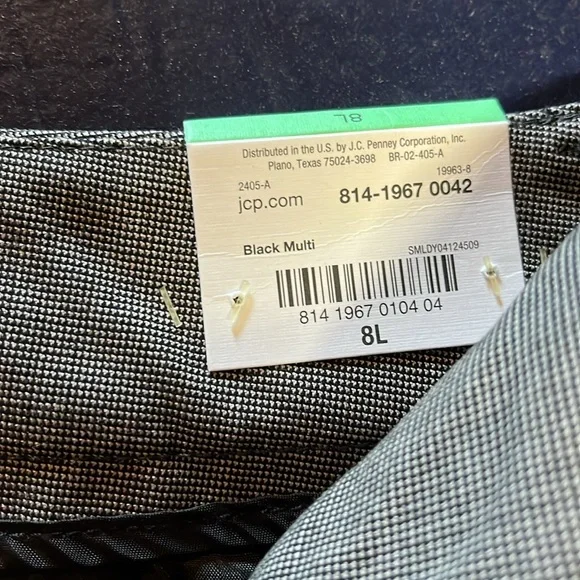 8L
Distributed in the U.S. by J.C. Penney Corporation, Inc.
Plano, Texas 75024-3698 BR-02-405-A
2405-A 19963-8
jcp.com 814-1967 0042
Black Multi SMLDY04124509
814 1967 0104 04
8L